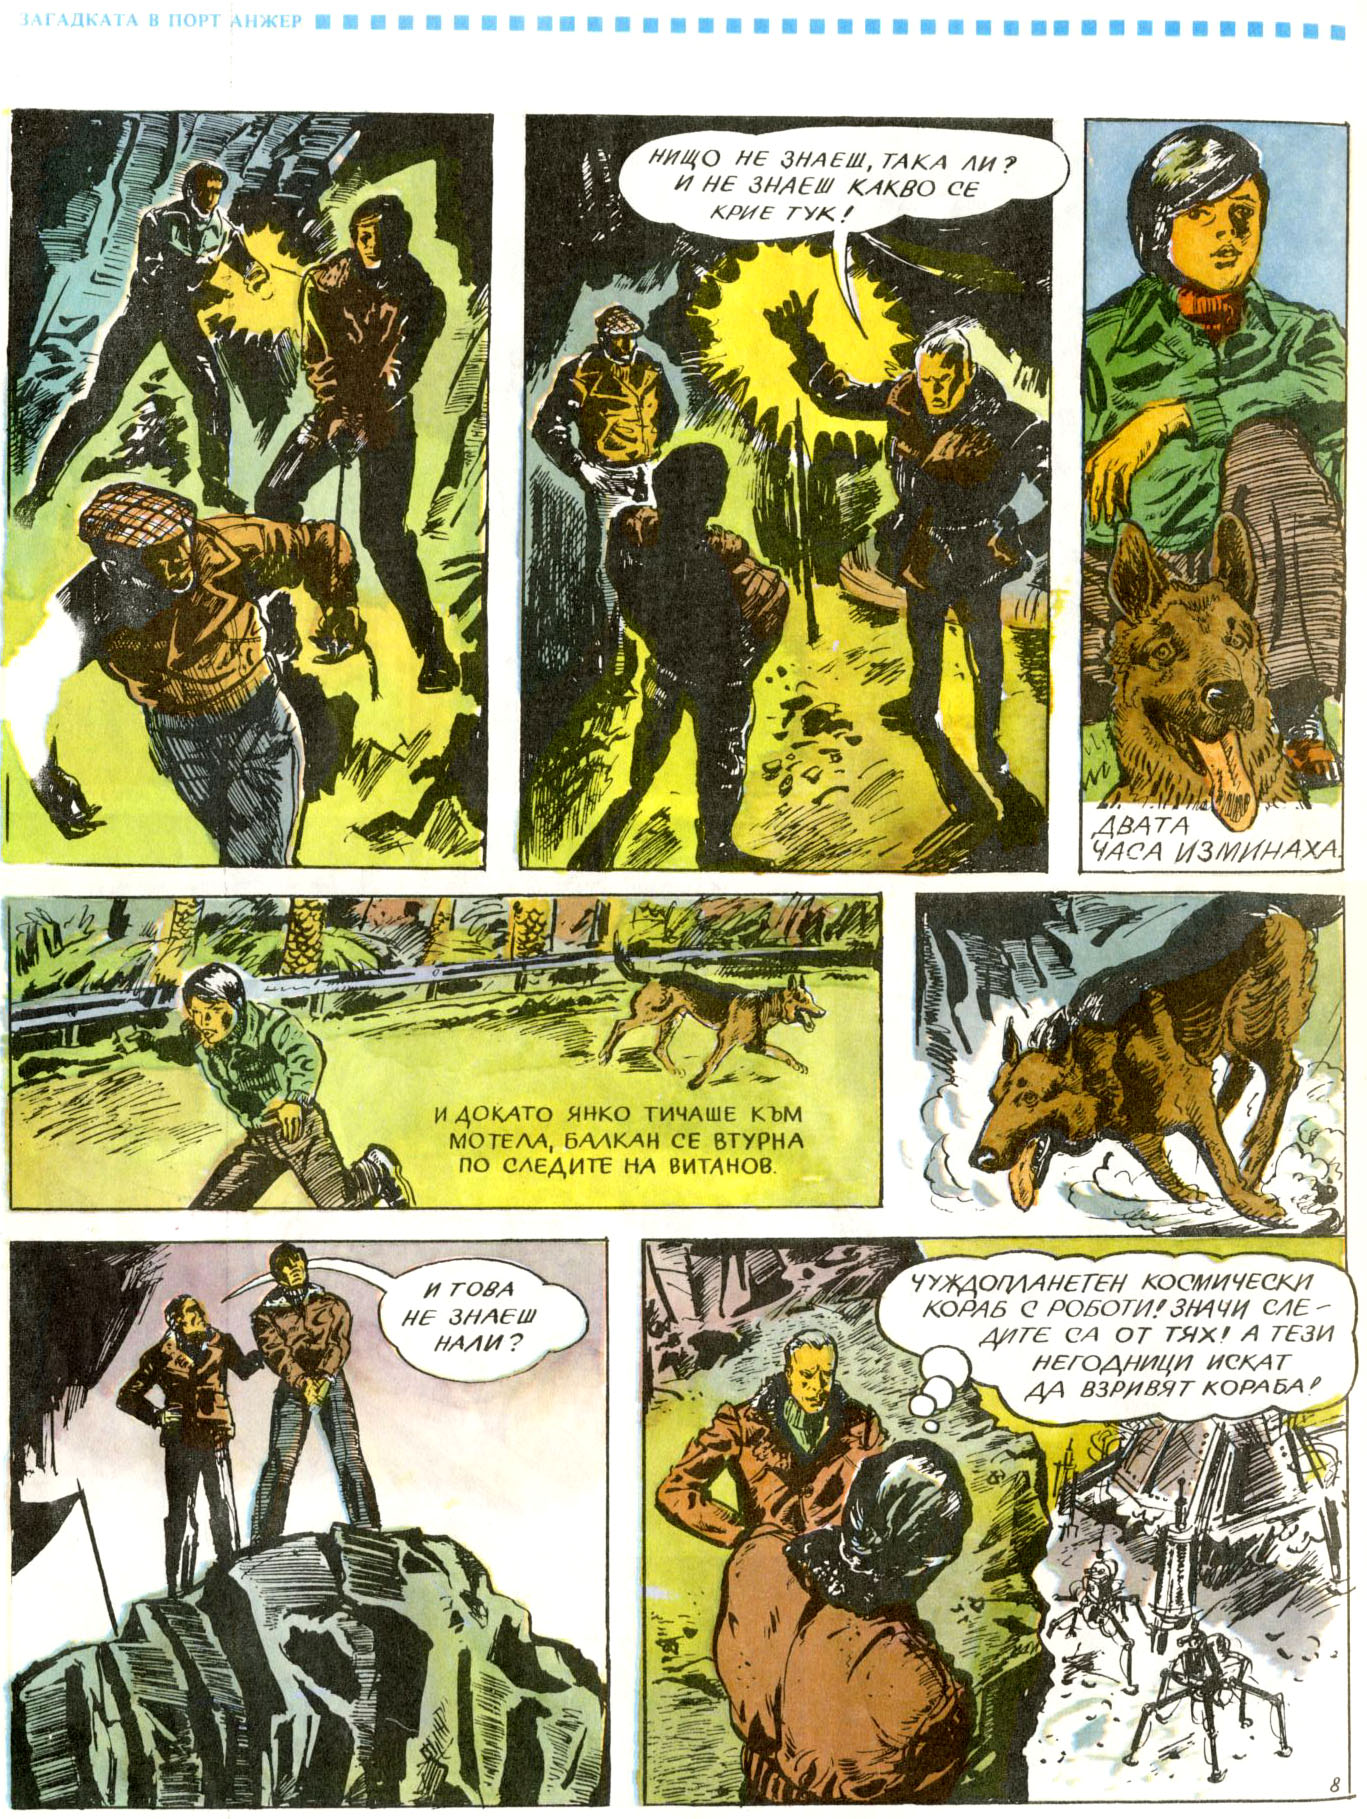 ЗАГАДКАТА В ПОРТ АНЖЕР
НИЩО НЕ ЗНАЕШ, ТАКА ЛИ?
И НЕ ЗНАЕШ КАКВО СЕ
КРИЕ ТУК!
ДВАТА
ЧАСА ИЗМИНАХА.
И ДОКАТО ЯНКО ТИЧАШЕ КЪМ
МОТЕЛА, БАЛКАН СЕ ВТУРНА
ПО СЛЕДИТЕ НА ВИТАНОВ.
И ТОВА
НЕ ЗНАЕШ
НАЛИ?
ЧУЖДОПЛАНЕТЕН КОСМИЧЕСКИ
КОРАБ С РОБОТИ! ЗНАЧИ СЛЕ-
ДИТЕ СА ОТ ТЯХ! А ТЕЗИ
НЕГОДНИЦИ ИСКАТ
ДА ВЗРИВЯТ КОРАБА!
8